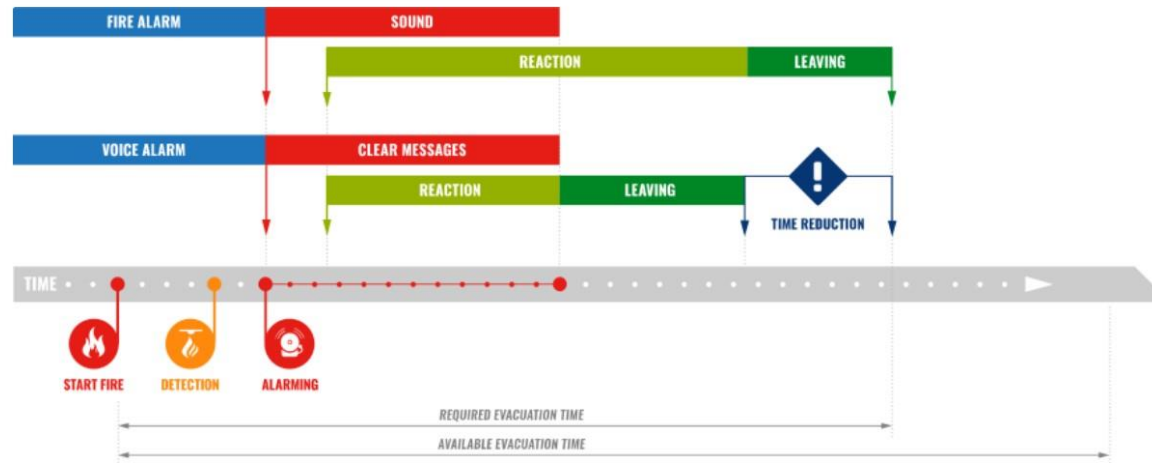 FIRE ALARM SOUND
REACTION LEAVING
VOICE ALARM CLEAR MESSAGES
REACTION LEAVING
!
TIME REDUCTION
TIME
START FIRE DETECTION ALARMING
REQUIRED EVACUATION TIME
AVAILABLE EVACUATION TIME